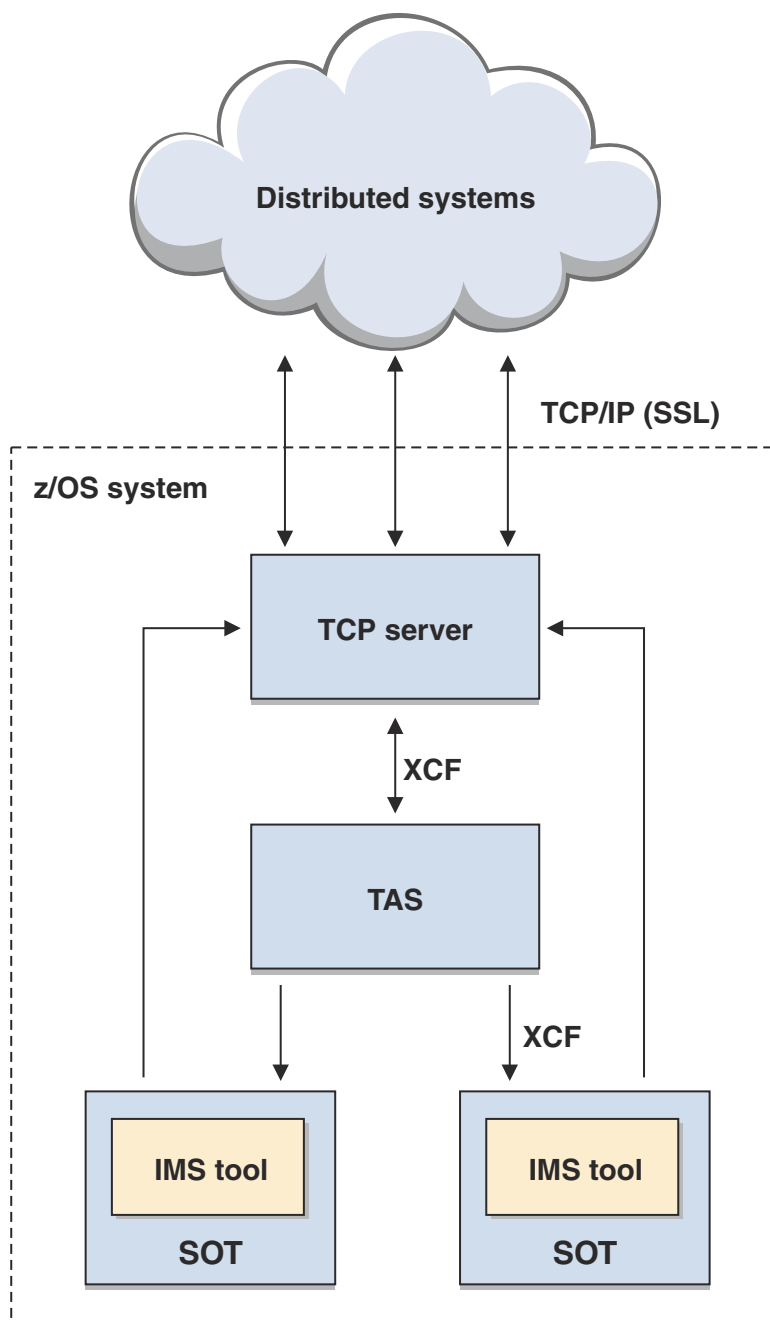 Distributed systems
TCP/IP (SSL)
z/OS system
TCP server
XCF
TAS
XCF
IMS tool
IMS tool
SOT
SOT